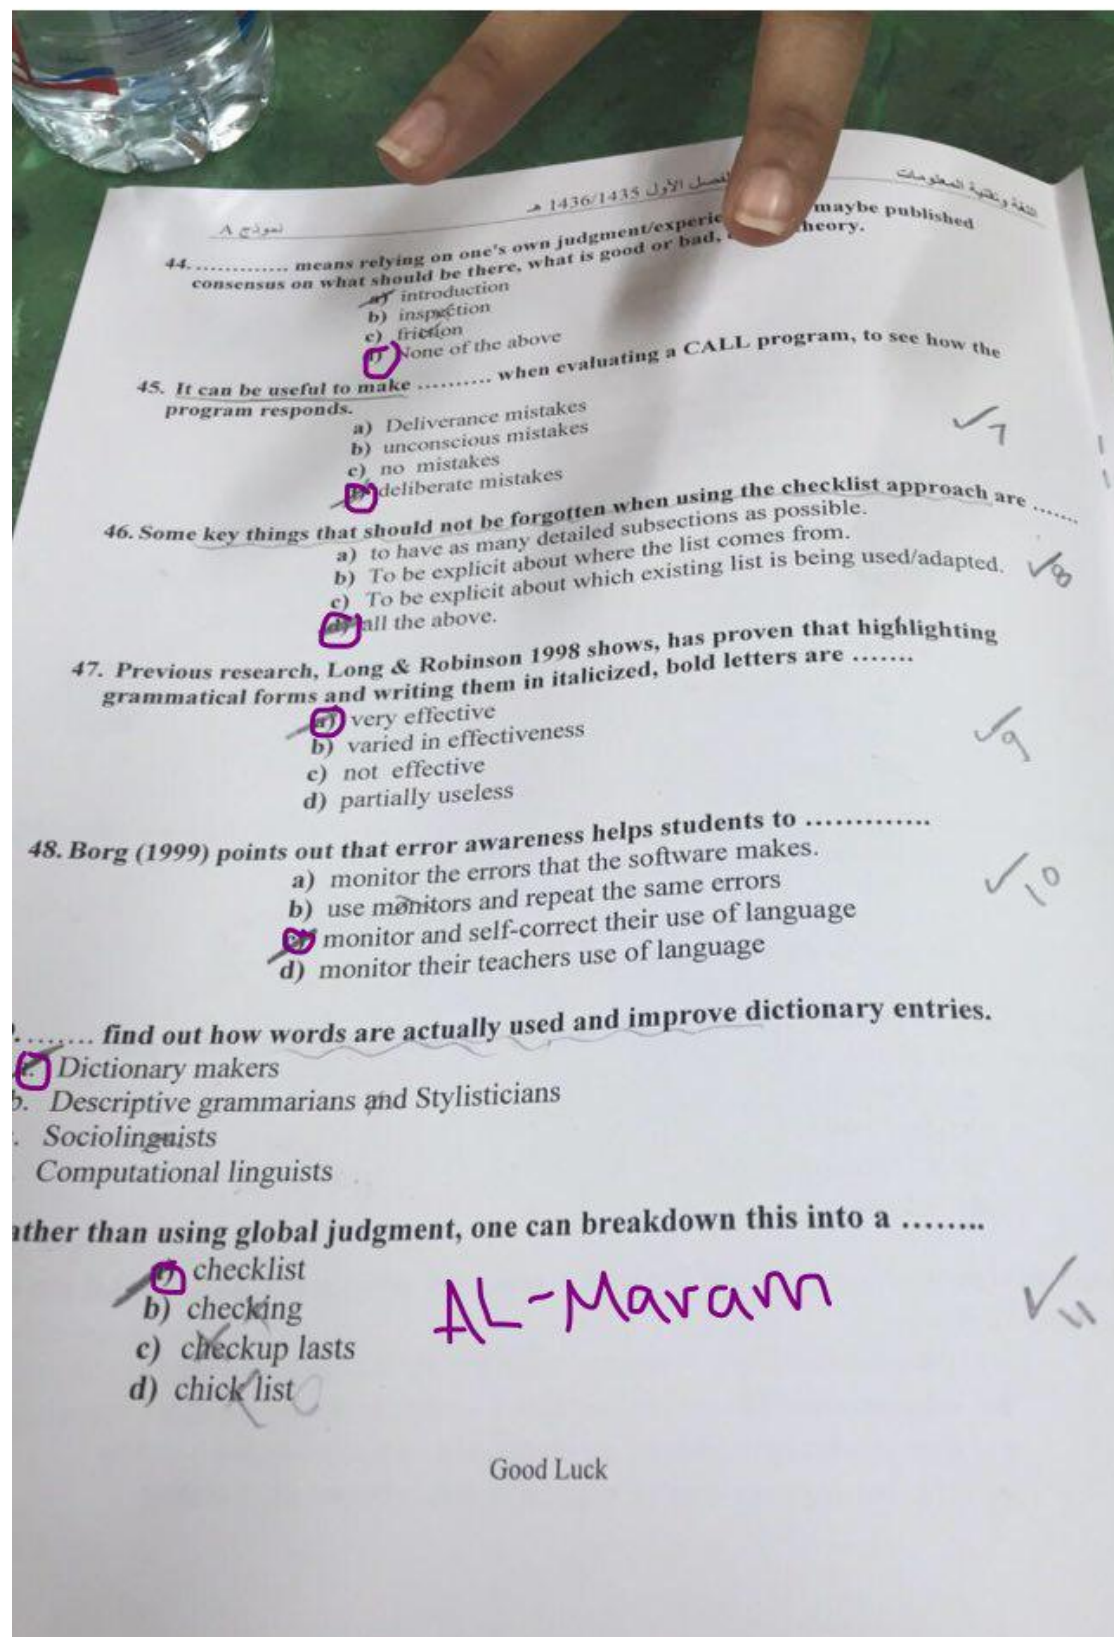 اللغة وتقنية المعلومات
الفصل الأول 1436/1435 هـ
نموذج A
44. ............. means relying on one's own judgment/experie maybe published
consensus on what should be there, what is good or bad, heory.
a) introduction
b) inspection
c) friction
d) None of the above
45. It can be useful to make .......... when evaluating a CALL program, to see how the
program responds.
a) Deliverance mistakes
b) unconscious mistakes
c) no mistakes
deliberate mistakes
7
46. Some key things that should not be forgotten when using the checklist approach are .......
a) to have as many detailed subsections as possible.
b) To be explicit about where the list comes from.
c) To be explicit about which existing list is being used/adapted.
d) all the above.
8
47. Previous research, Long & Robinson 1998 shows, has proven that highlighting
grammatical forms and writing them in italicized, bold letters are .......
a) very effective
b) varied in effectiveness
c) not effective
d) partially useless
9
48. Borg (1999) points out that error awareness helps students to .............
a) monitor the errors that the software makes.
b) use monitors and repeat the same errors
monitor and self-correct their use of language
d) monitor their teachers use of language
10
........ find out how words are actually used and improve dictionary entries.
Dictionary makers
b. Descriptive grammarians and Stylisticians
. Sociolinguists
Computational linguists
ather than using global judgment, one can breakdown this into a ........
a) checklist
b) checking
c) checkup lasts
d) chick list
AL-Maram
11
Good Luck